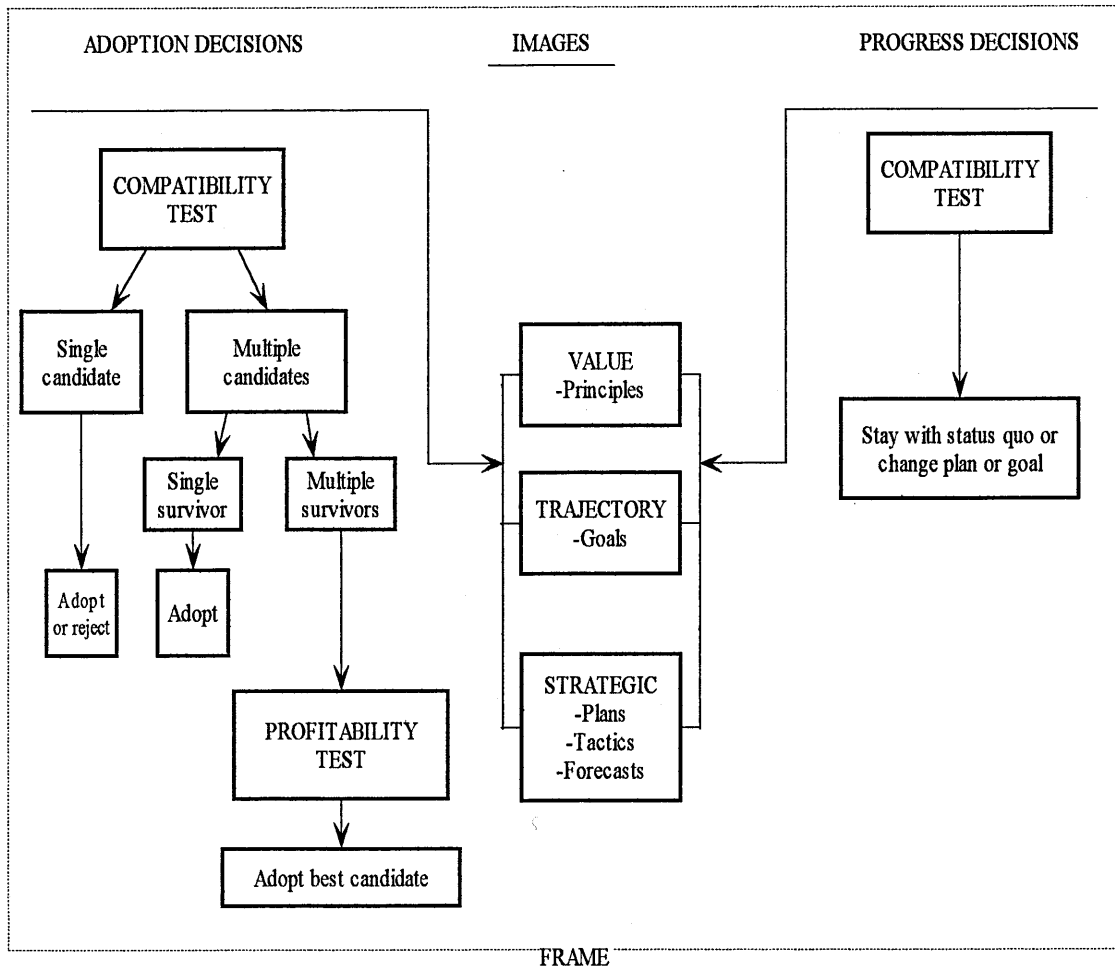 ADOPTION DECISIONS
IMAGES
PROGRESS DECISIONS
COMPATIBILITY
TEST
Single
candidate
Multiple
candidates
Single
survivor
Multiple
survivors
Adopt
or reject
Adopt
PROFITABILITY
TEST
Adopt best candidate
VALUE
-Principles
TRAJECTORY
-Goals
STRATEGIC
-Plans
-Tactics
-Forecasts
COMPATIBILITY
TEST
Stay with status quo or
change plan or goal
FRAME